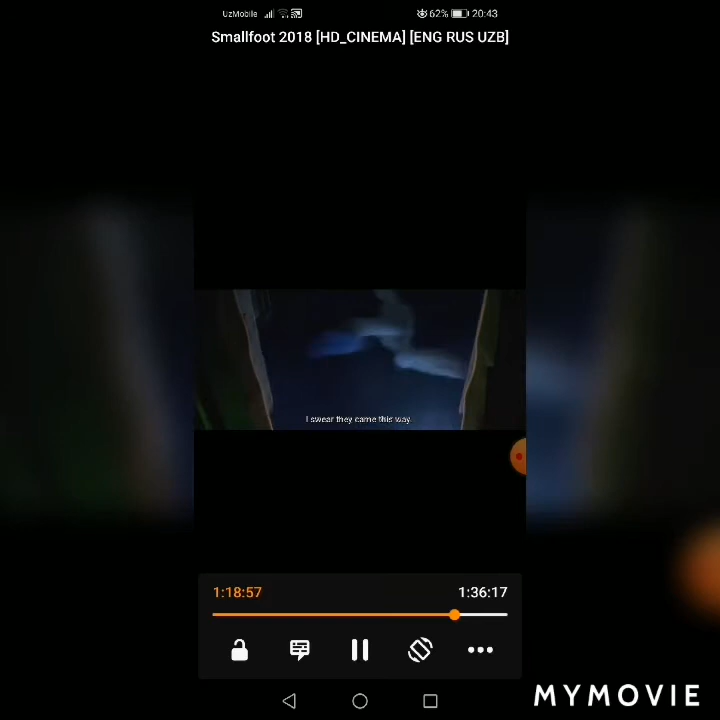 UzMobile 62% 20:43
Smallfoot 2018 [HD_CINEMA] [ENG RUS UZB]
I swear they came this way.
1:18:57 1:36:17
MYMOVIE